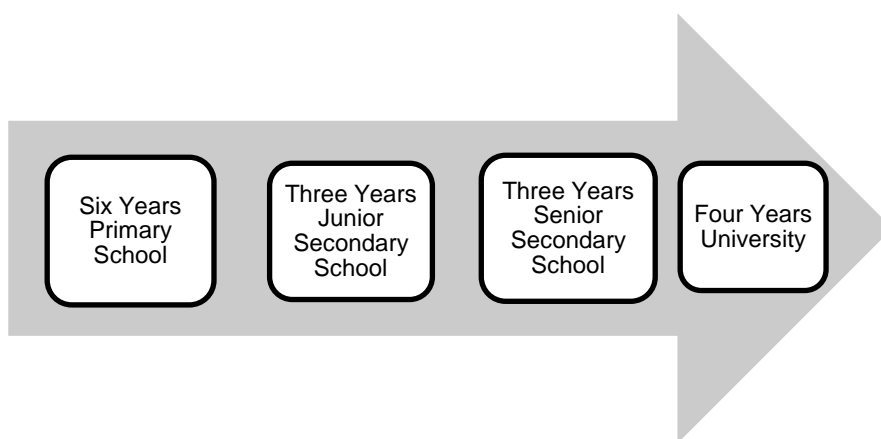 Six Years
Primary
School
Three Years
Junior
Secondary
School
Three Years
Senior
Secondary
School
Four Years
University